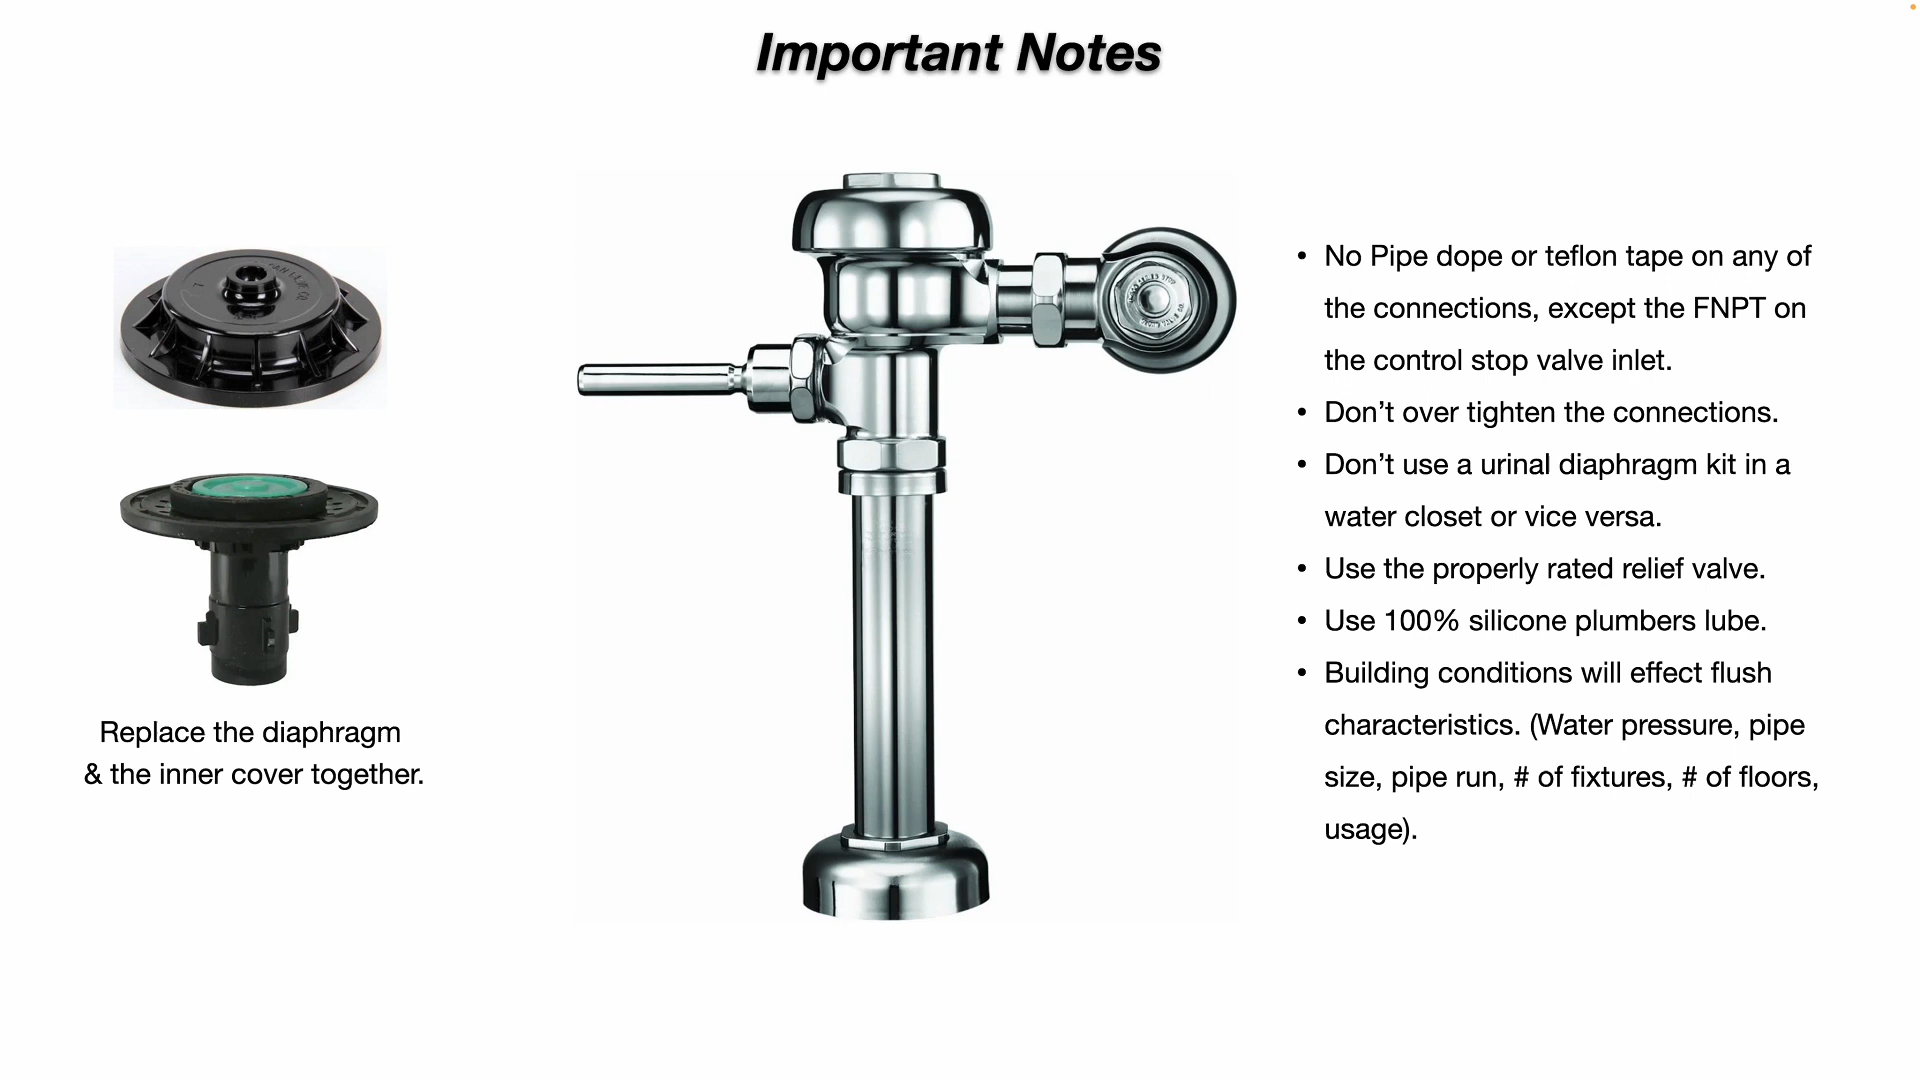 Important Notes
No Pipe dope or teflon tape on any of
the connections, except the FNPT on
the control stop valve inlet.
Don’t over tighten the connections.
Don’t use a urinal diaphragm kit in a
water closet or vice versa.
Use the properly rated relief valve.
Use 100% silicone plumbers lube.
Building conditions will effect flush
characteristics. (Water pressure, pipe
size, pipe run, # of fixtures, # of floors,
usage).
Replace the diaphragm
& the inner cover together.